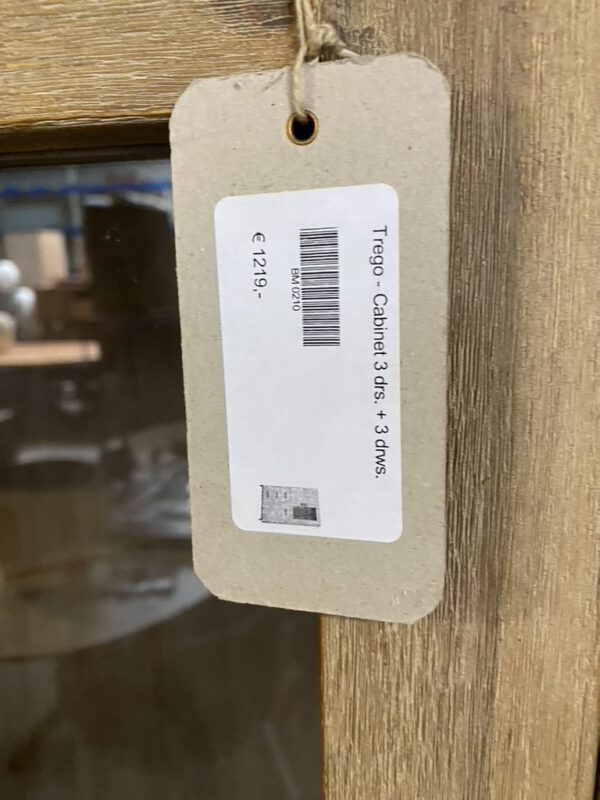 Trego - Cabinet 3 drs. + 3 drws.
BM 0210
€ 1219,-